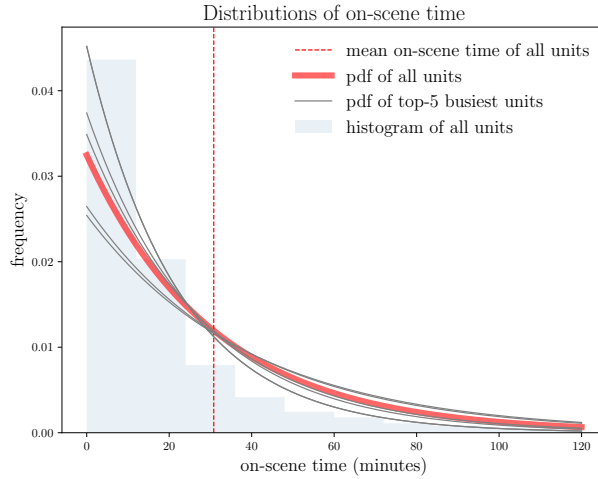 Distributions of on-scene time
mean on-scene time of all units
pdf of all units
pdf of top-5 busiest units
histogram of all units
frequency
0.04
0.03
0.02
0.01
0.00
0 20 40 60 80 100 120
on-scene time (minutes)